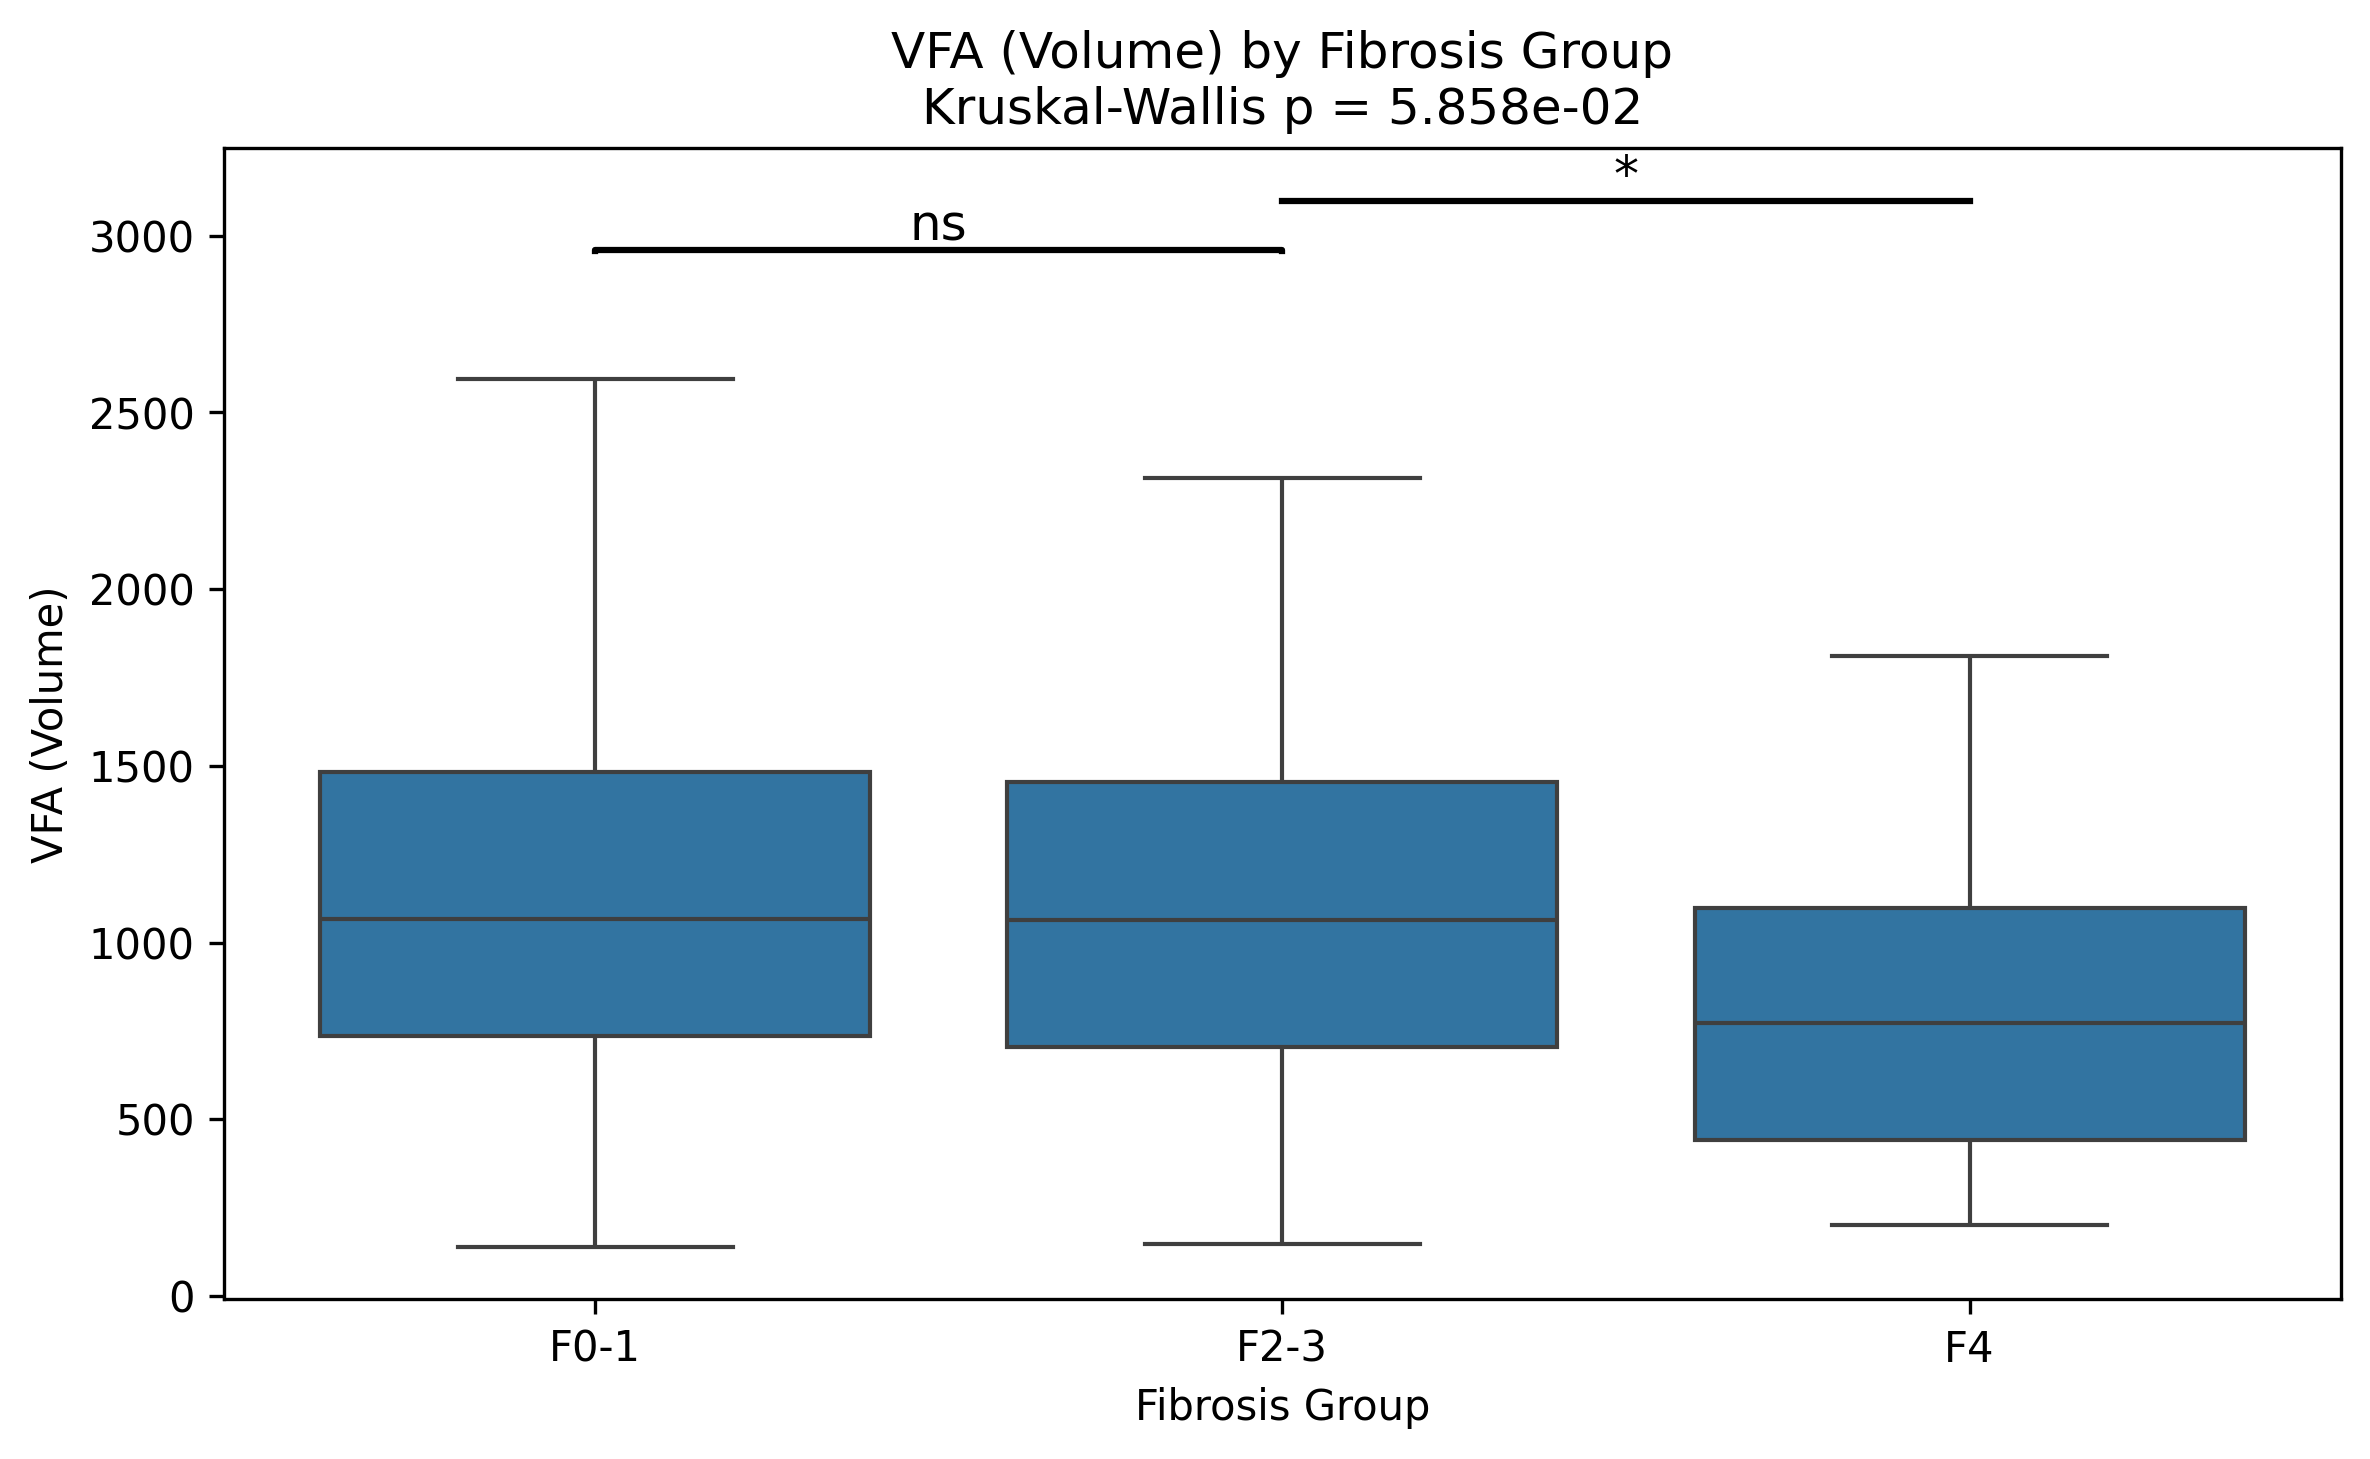 VFA (Volume) by Fibrosis Group
Kruskal-Wallis p = 5.858e-02
*
ns
3000
2500
2000
1500
1000
500
0
VFA (Volume)
F0-1
F2-3
F4
Fibrosis Group